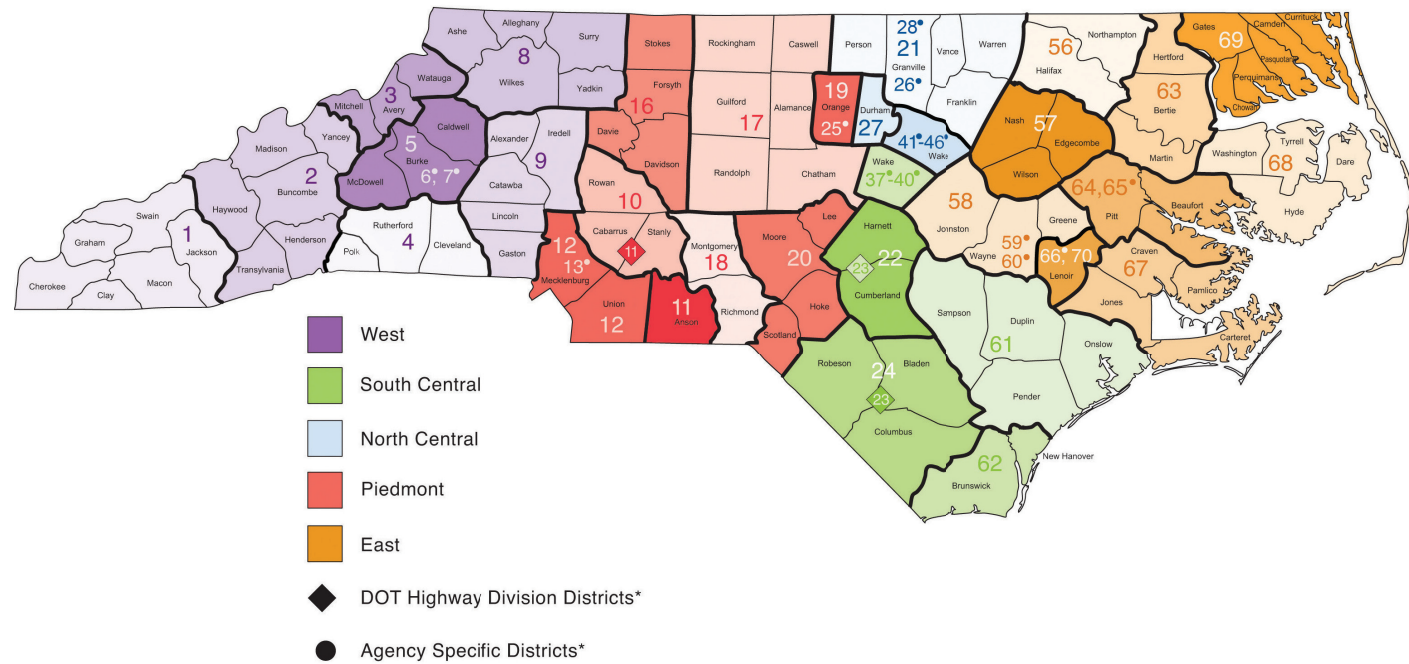 Ashe
Alleghany
Surry
8
Wilkes
Yadkin
Watauga
3
Avery
Mitchell
Yancey
Caldwell
5
Burke
6• 7•
McDowell
Madison
2
Buncombe
Haywood
Henderson
Transylvania
Swain
1
Jackson
Graham
Macon
Cherokee
Clay
Rutherford
4
Polk
Cleveland
Alexander
Iredell
9
Catawba
Lincoln
Gaston
Stokes
Forsyth
16
Davie
Davidson
Rockingham
Caswell
Guilford
17
Alamance
Randolph
Chatham
Rowan
10
Cabarrus
Stanly
11
12
13•
Mecklenburg
Union
12
11
Anson
Montgomery
18
Richmond
Lee
Moore
20
Hoke
Scotland
19
Orange
25•
Durham
27
Person
28•
21
Granville
26•
Vance
Warren
Franklin
41•-46•
Wake
Wake
37•-40•
Harnett
22
23
Cumberland
Robeson
Bladen
24
23
Columbus
Northampton
56
Halifax
Hertford
63
Bertie
Martin
Gates
69
Camden
Currituck
Pasquotank
Perquimans
Chowan
Nash
57
Edgecombe
Wilson
Washington
Tyrrell
68
Dare
Hyde
58
Jonnston
Greene
59•
Wayne
60•
64,65•
Pitt
Beaufort
66• 70
Lenoir
Craven
67
Pamlico
Jones
Carteret
Sampson
Duplin
61
Onslow
Pender
62
New Hanover
Brunswick
West
South Central
North Central
Piedmont
East
DOT Highway Division Districts*
Agency Specific Districts*